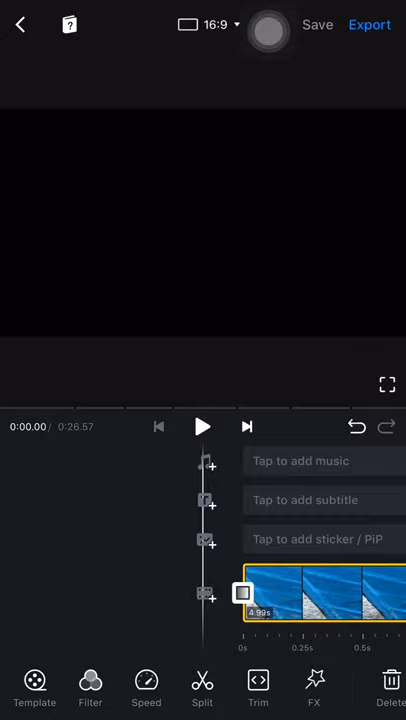 16:9
Save
Export
0:00.00 / 0:26.57
Tap to add music
Tap to add subtitle
Tap to add sticker / PiP
4.99s
0s 0.25s 0.5s
Template Filter Speed Split Trim FX Delete